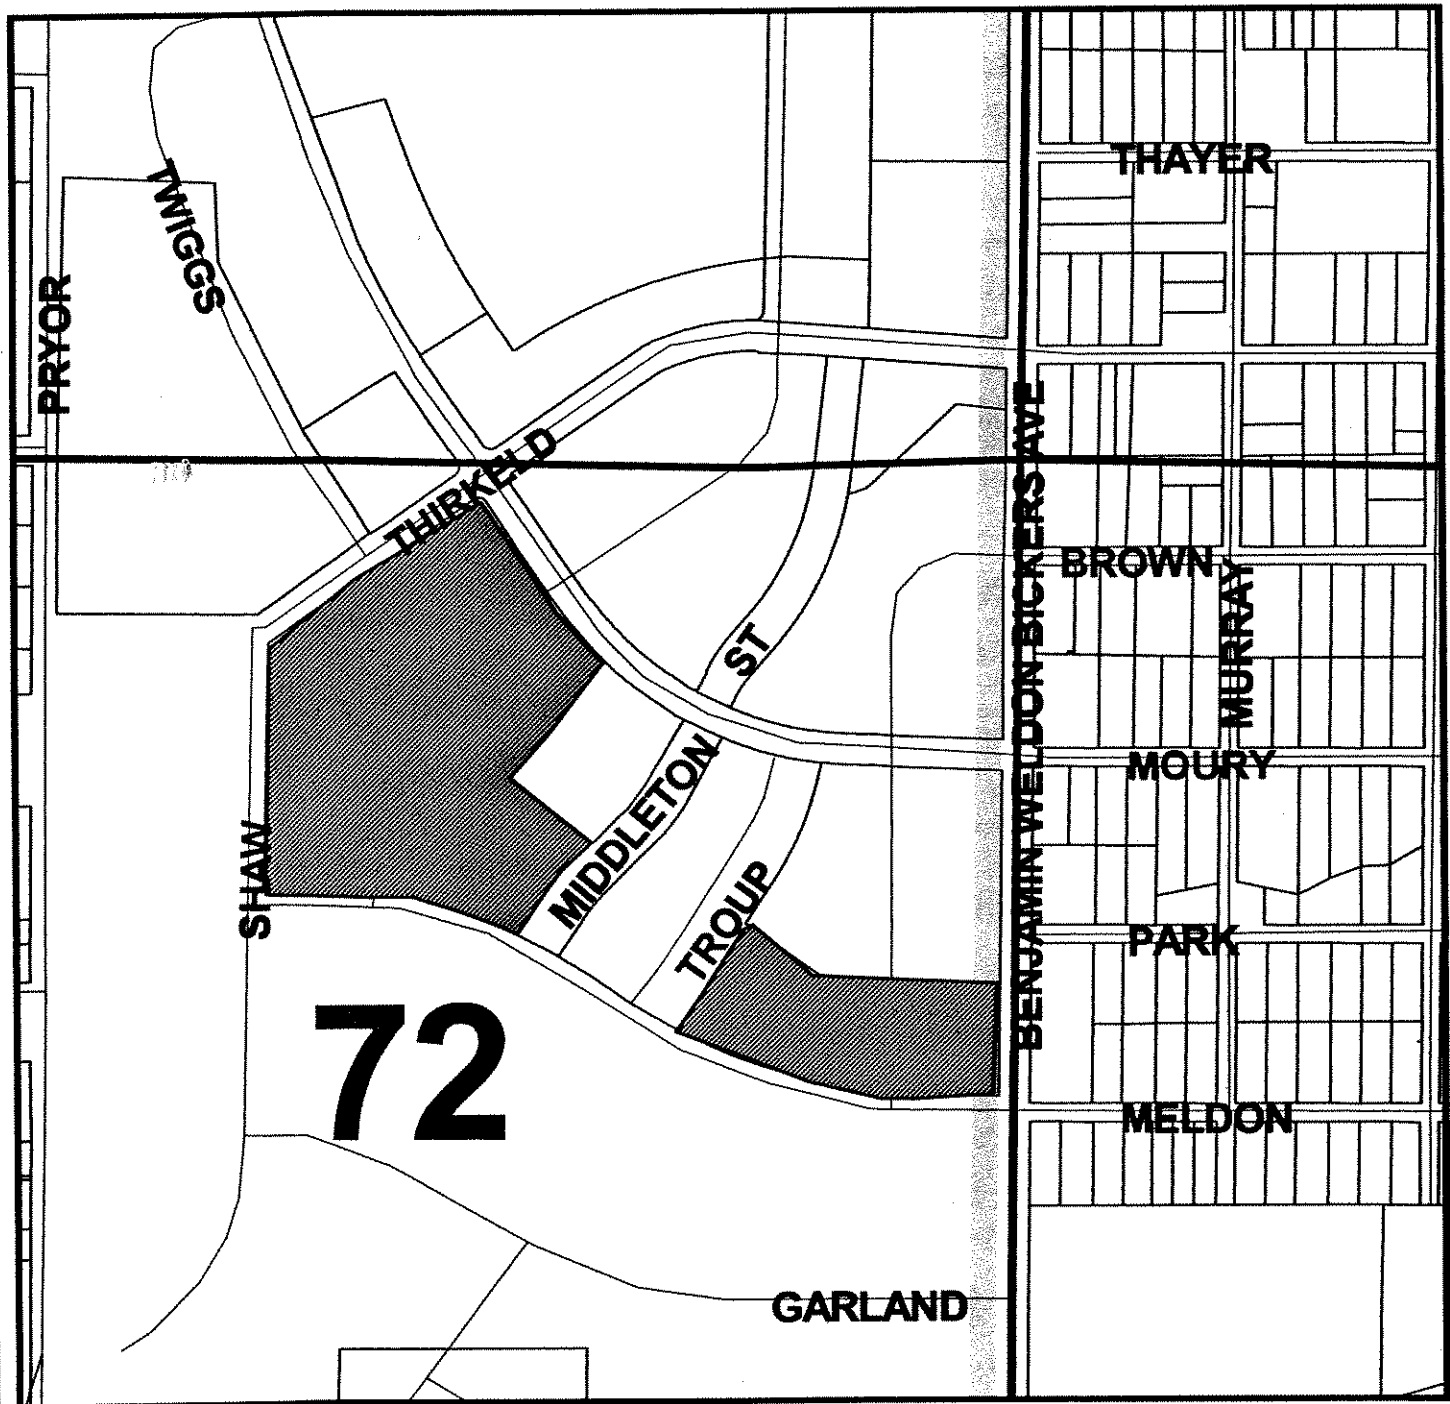 THAYER
TWIGGS
PRYOR
THIRKELD
BENJAMIN WELDON BICKERS AVE
BROWN
MURRAY
ST
MIDDLETON
MOURY
SHAW
TROUP
PARK
72
MELDON
GARLAND